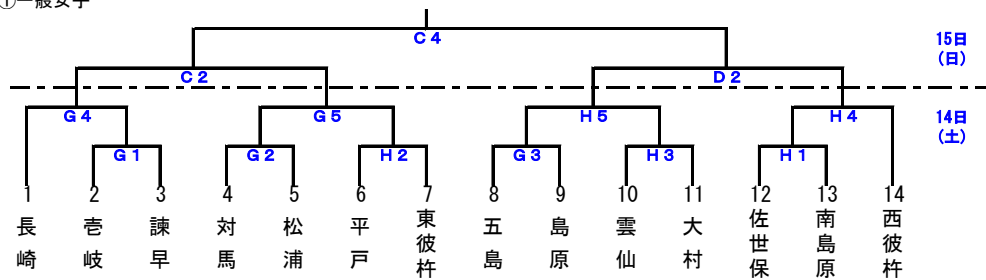 ①一般女子
C4
15日
(日)
C2
D2
G4
G5
H5
H4
14日
(土)
G1
G2
H2
G3
H3
H1
1 2 3 4 5 6 7 8 9 10 11 12 13 14
長崎
壱岐
諫早
対馬
松浦
平戸
東彼杵
五島
島原
雲仙
大村
佐世保
南島原
西彼杵